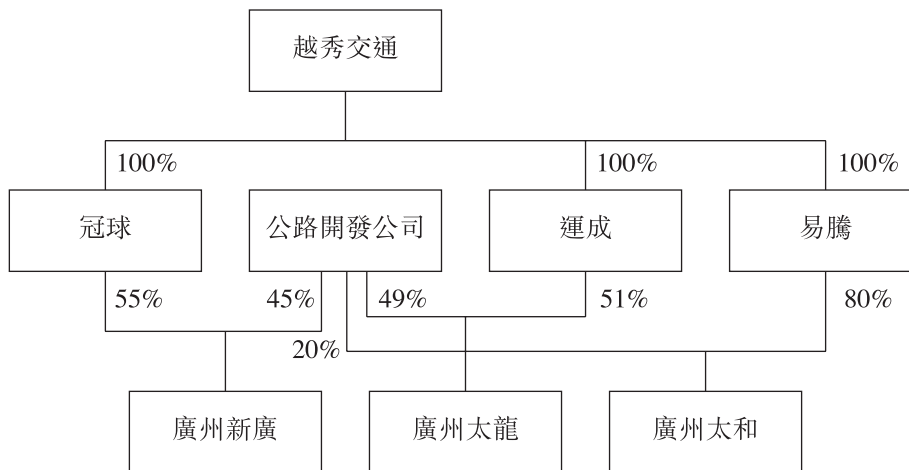 越秀交通
100% 100% 100%
冠球 公路開發公司 運成 易騰
55% 45% 49% 51% 80%
20%
廣州新廣 廣州太龍 廣州太和